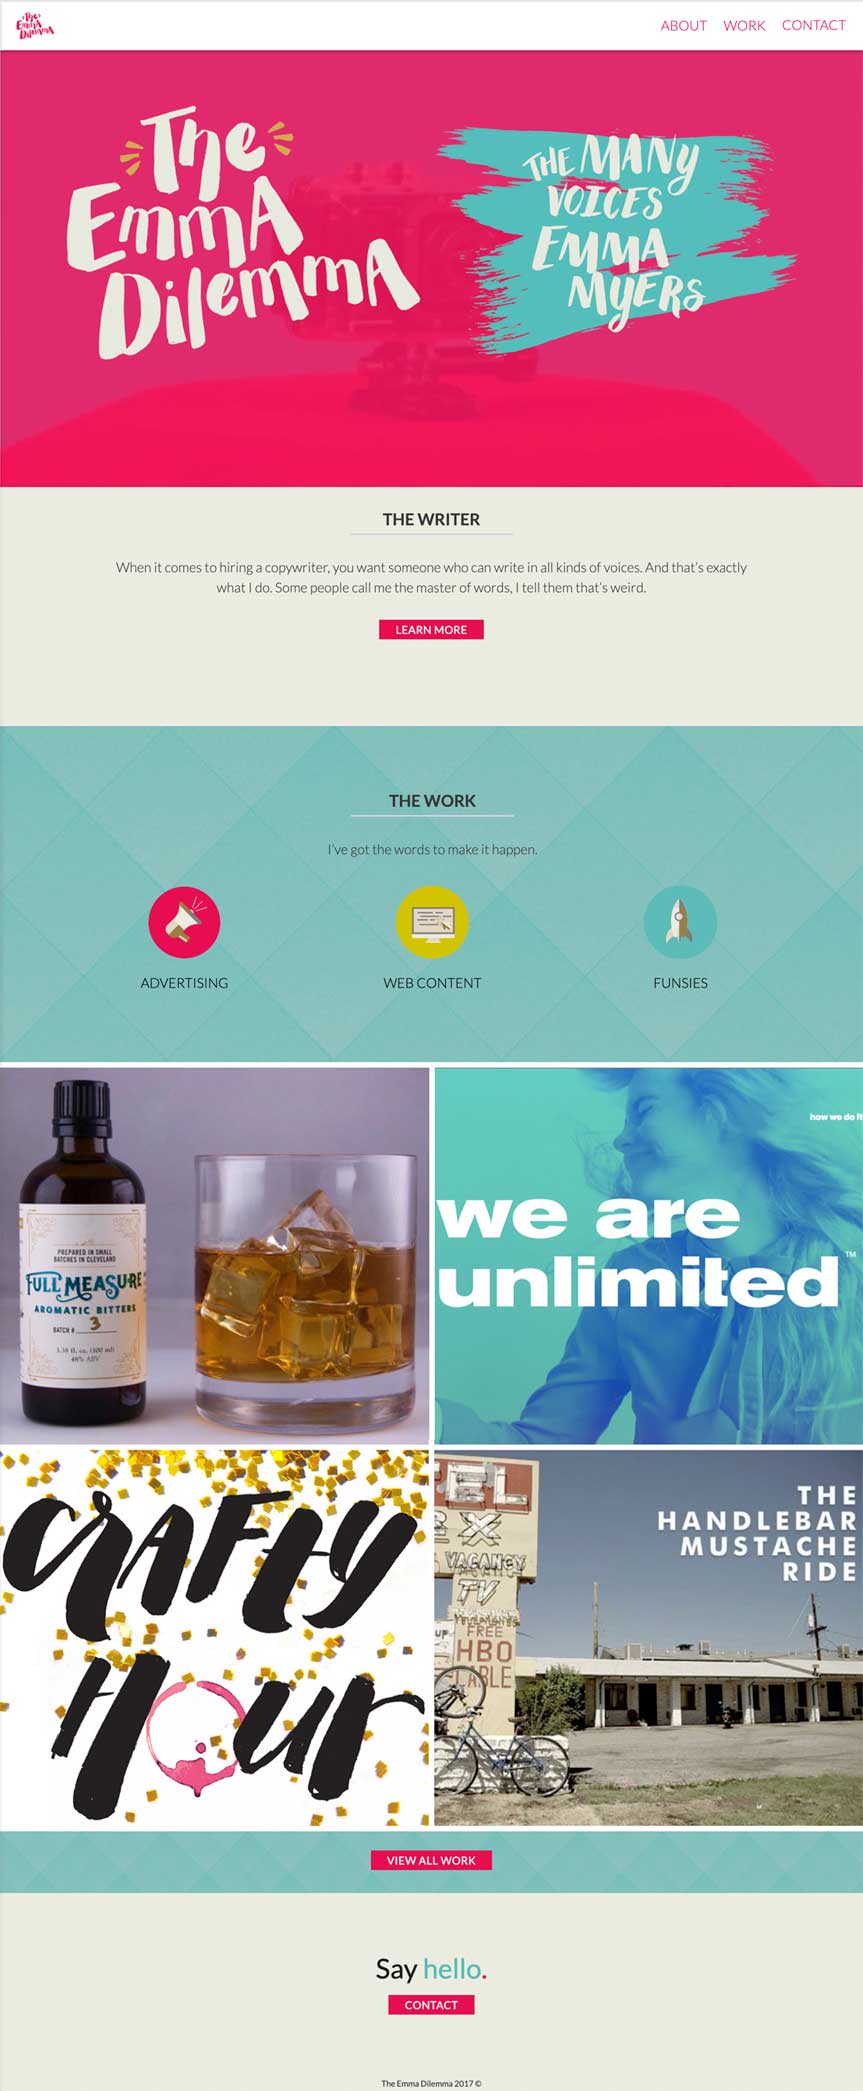 The
EmmA
DilemmA
ABOUT WORK CONTACT
The
EmmA
DilemmA
THE MANy
VOICES
EMMA
MyERS
THE WRITER
When it comes to hiring a copywriter, you want someone who can write in all kinds of voices. And that's exactly
what I do. Some people call me the master of words, I tell them that's weird.
LEARN MORE
THE WORK
I've got the words to make it happen.
ADVERTISING
WEB CONTENT
FUNSIES
PREPARED IN SMALL
BATCHES IN CLEVELAND
FULL MEASURE
AROMATIC BITTERS
BATCH # 3
3.38 fl. oz. (100 ml)
48% ABV
how we do it
we are
unlimited™
CRAFTy
HOur
THE
HANDLEBAR
MUSTACHE
RIDE
TEL
X
VACANCY
TV
FREE
HBO
CABLE
VIEW ALL WORK
Say hello.
CONTACT
The Emma Dilemma 2017 ©